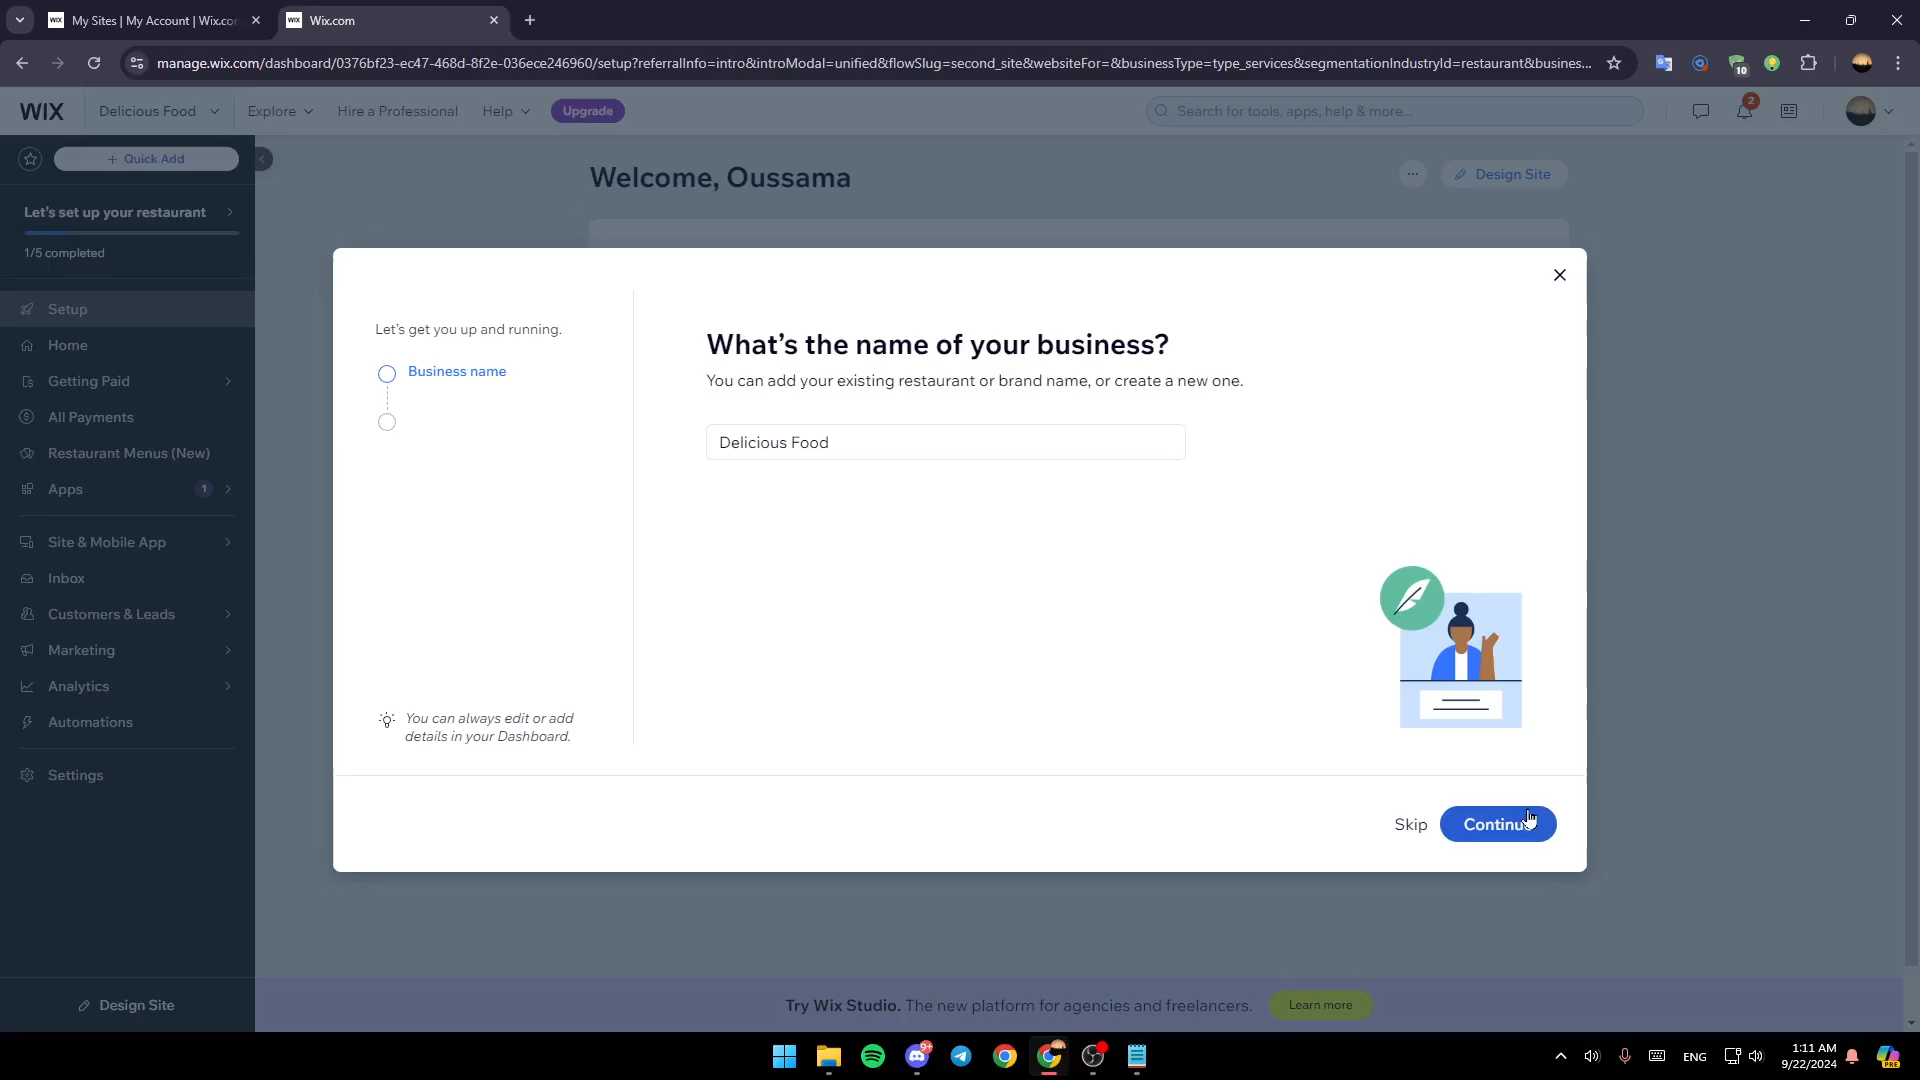 My Sites | My Account | Wix.com
Wix.com
manage.wix.com/dashboard/0376bf23-ec47-468d-8f2e-036ece246960/setup?referralInfo=intro&introModal=unified&flowSlug=second_site&websiteFor=&businessType=type_services&segmentationIndustryId=restaurant&busines...
10
WIX
Delicious Food
Explore
Hire a Professional
Help
Upgrade
Search for tools, apps, help & more...
2
+ Quick Add
Let's set up your restaurant
1/5 completed
Setup
Home
Getting Paid
All Payments
Restaurant Menus (New)
Apps
1
Site & Mobile App
Inbox
Customers & Leads
Marketing
Analytics
Automations
Settings
Design Site
Welcome, Oussama
Design Site
Let's get you up and running.
Business name
You can always edit or add
details in your Dashboard.
What's the name of your business?
You can add your existing restaurant or brand name, or create a new one.
Delicious Food
Skip
Continue
Try Wix Studio. The new platform for agencies and freelancers.
Learn more
9+
ENG
1:11 AM
9/22/2024
PRE